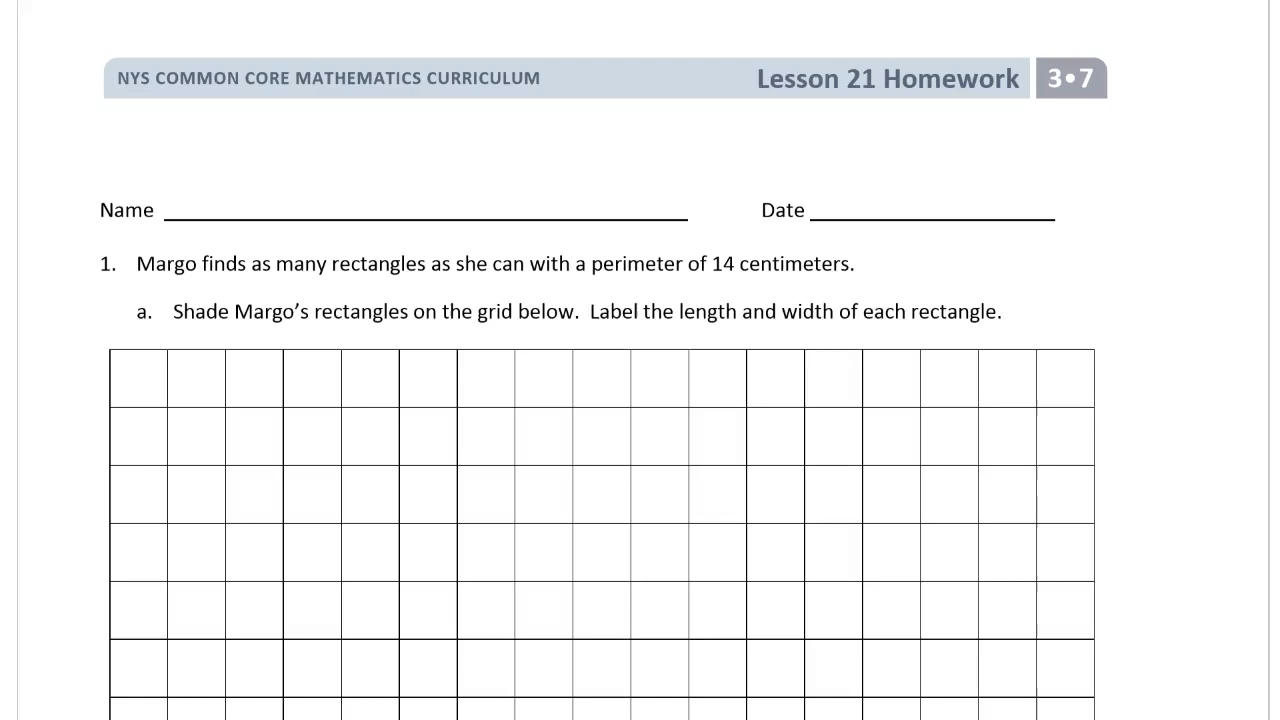 NYS COMMON CORE MATHEMATICS CURRICULUM Lesson 21 Homework 3•7
Name Date
1. Margo finds as many rectangles as she can with a perimeter of 14 centimeters.
a. Shade Margo’s rectangles on the grid below. Label the length and width of each rectangle.